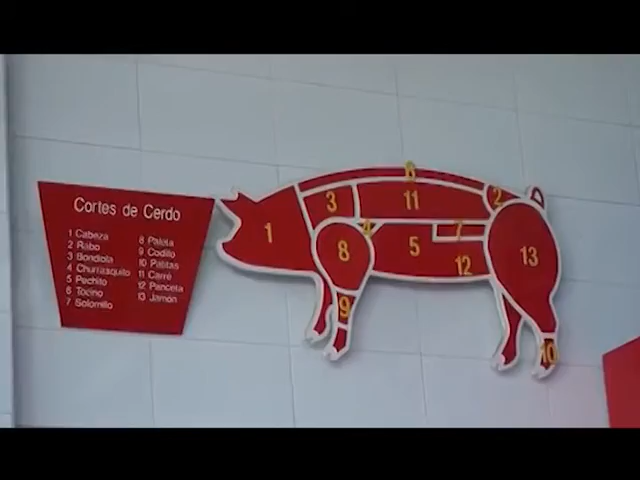 Cortes de Cerdo
1 Cabeza
2 Rabo
3 Bondiola
4 Churrasquito
5 Pechito
6 Tocino
7 Solomillo
8 Paleta
9 Codillo
10 Patitas
11 Carré
12 Panceta
13 Jamón
6
2
3
11
1
4
7
8
5
12
13
9
10